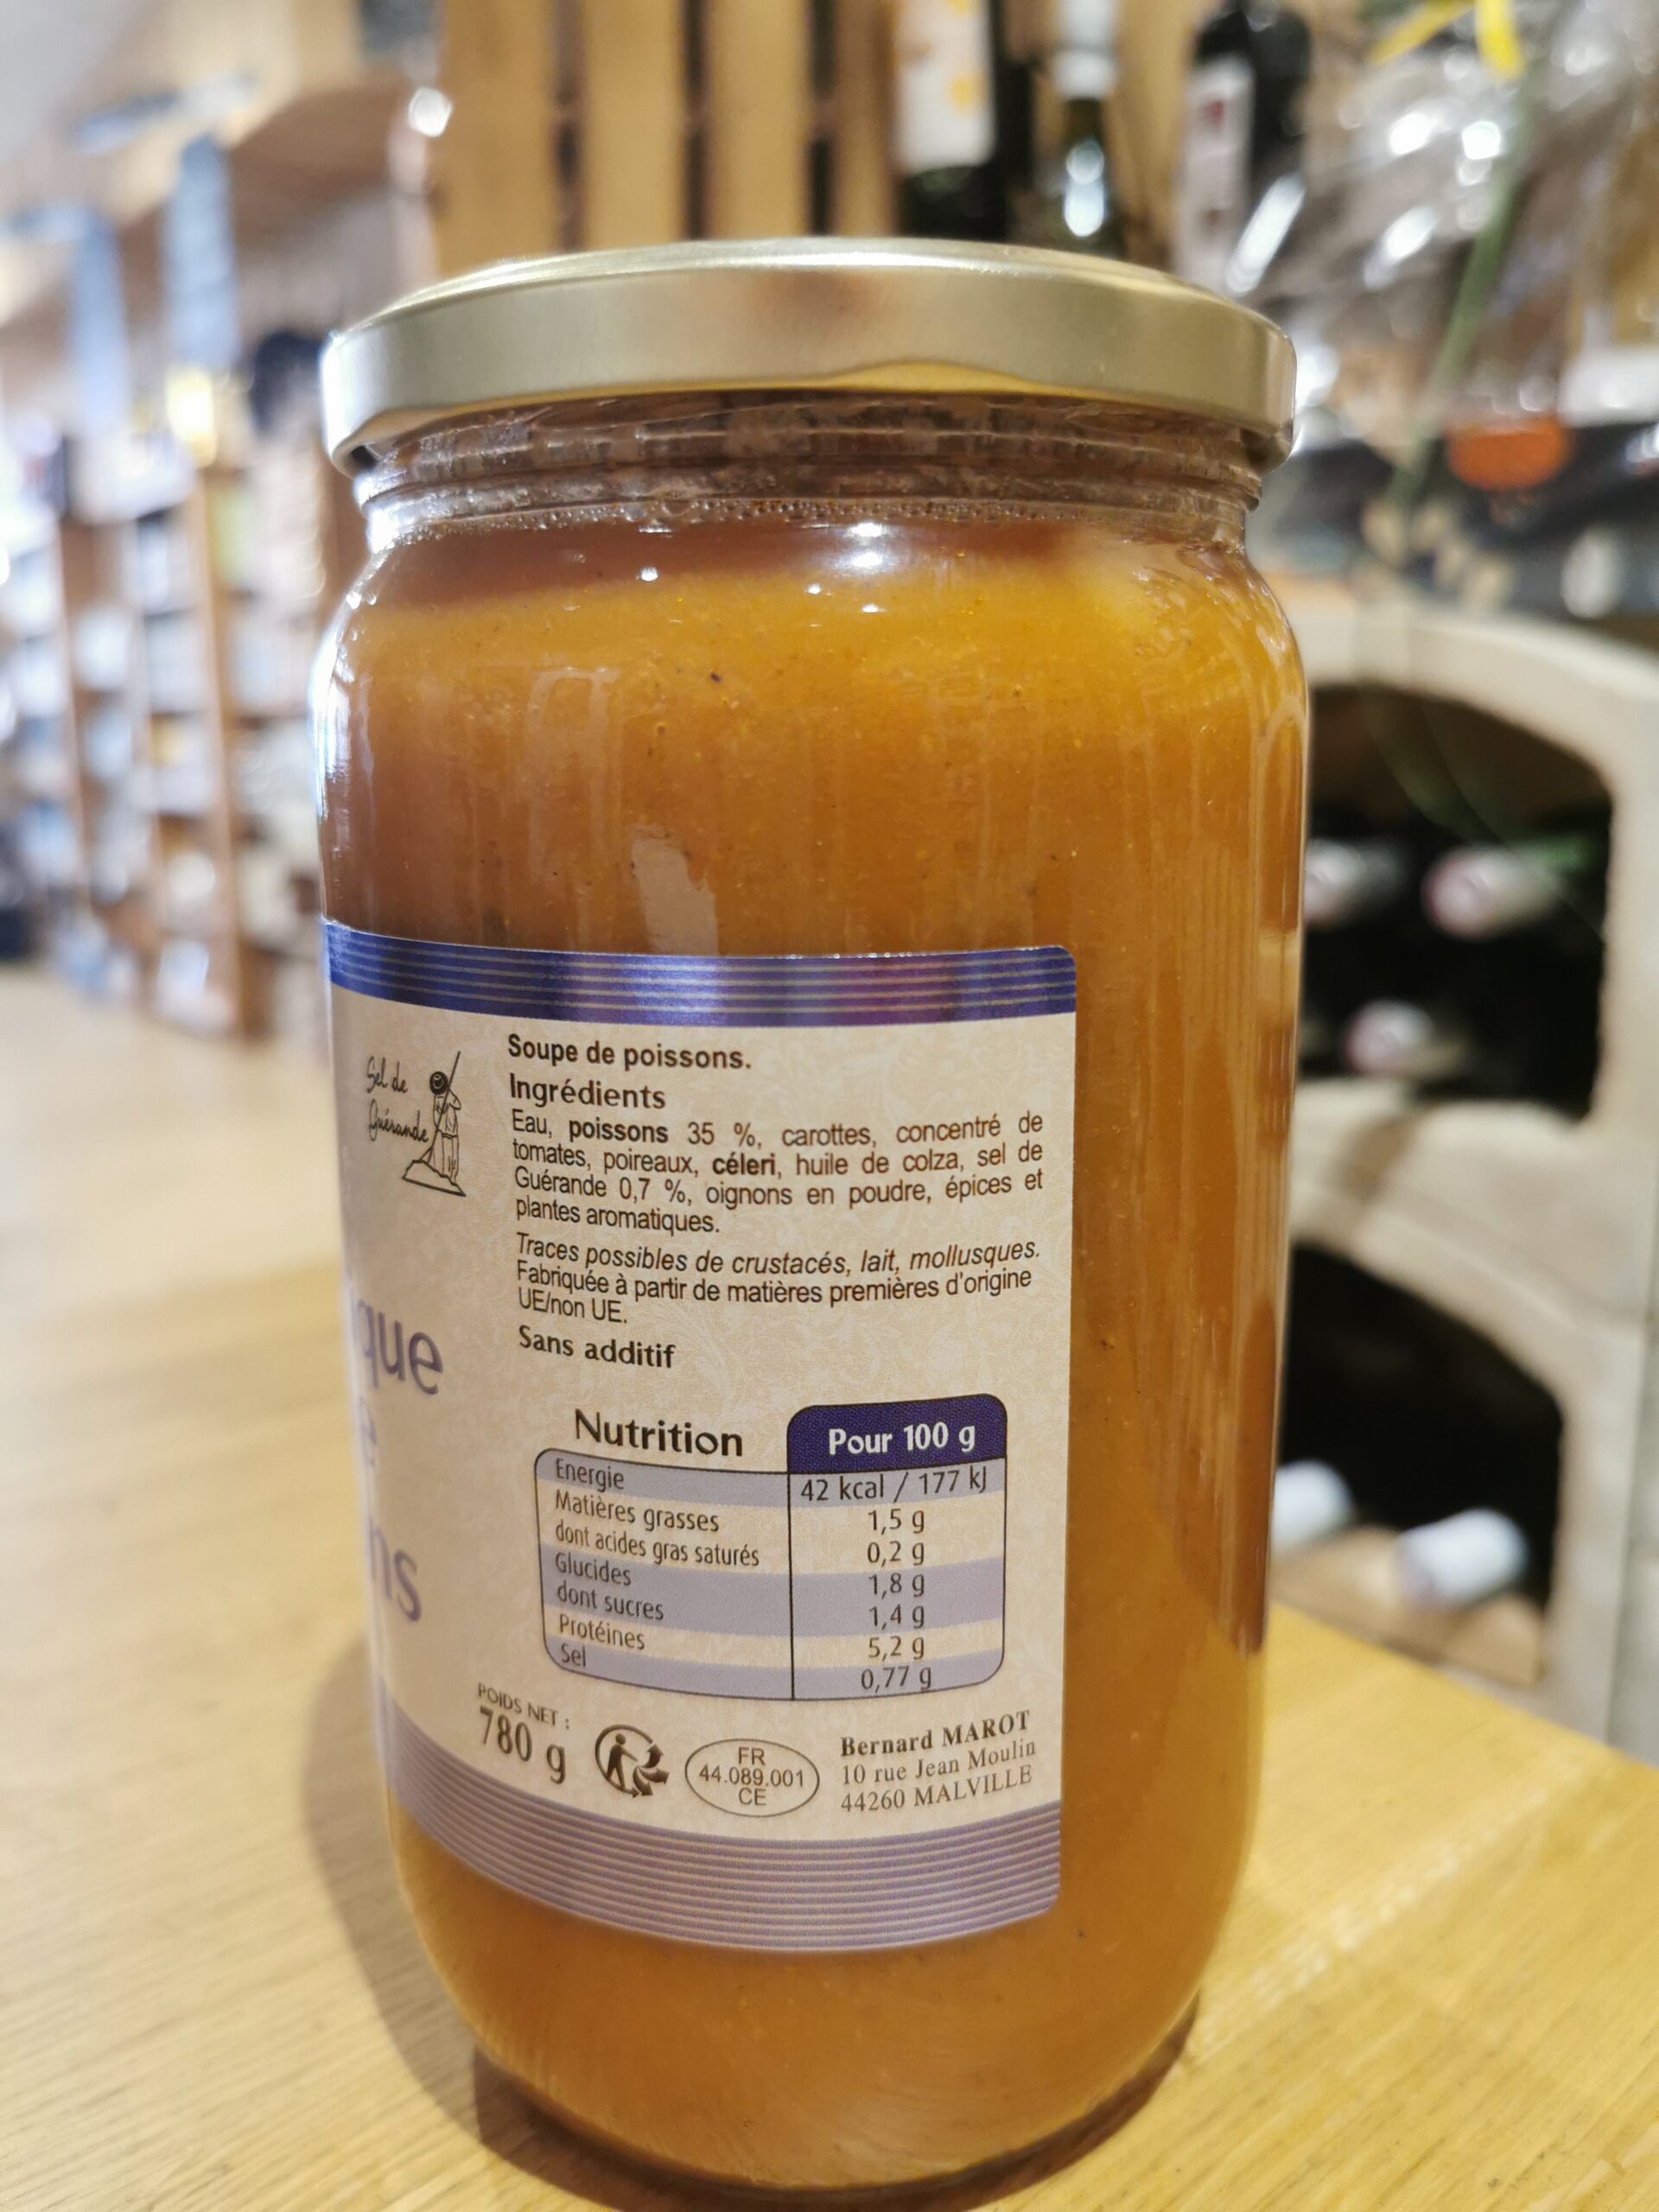 Sel de
Guérande
Soupe de poissons.
Ingrédients
Eau, poissons 35 %, carottes, concentré de
tomates, poireaux, céleri, huile de colza, sel de
Guérande 0,7 %, oignons en poudre, épices et
plantes aromatiques.
Traces possibles de crustacés, lait, mollusques.
Fabriquée à partir de matières premières d'origine
UE/non UE.
Sans additif
que
e
ns
Nutrition Pour 100 g
Energie 42 kcal / 177 kJ
Matières grasses 1,5 g
dont acides gras saturés 0,2 g
Glucides 1,8 g
dont sucres 1,4 g
Protéines 5,2 g
Sel 0,77 g
POIDS NET :
780 g
FR
44.089.001
CE
Bernard MAROT
10 rue Jean Moulin
44260 MALVILLE